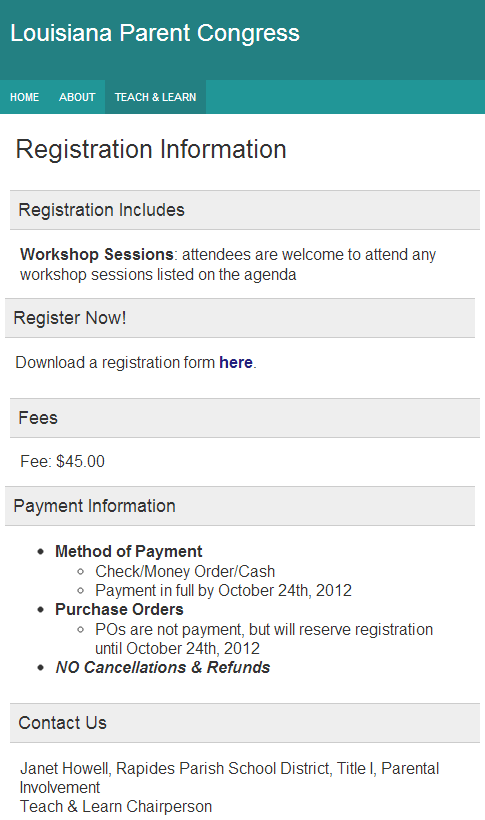 Louisiana Parent Congress
HOME ABOUT TEACH & LEARN
Registration Information
Registration Includes
Workshop Sessions: attendees are welcome to attend any
workshop sessions listed on the agenda
Register Now!
Download a registration form here.
Fees
Fee: $45.00
Payment Information
Method of Payment
Check/Money Order/Cash
Payment in full by October 24th, 2012
Purchase Orders
POs are not payment, but will reserve registration
until October 24th, 2012
NO Cancellations & Refunds
Contact Us
Janet Howell, Rapides Parish School District, Title I, Parental
Involvement
Teach & Learn Chairperson